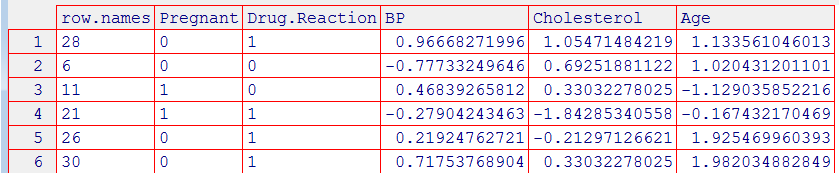 row.names Pregnant Drug.Reaction BP Cholesterol Age
1 28 0 1 0.96668271996 1.05471484219 1.133561046013
2 6 0 0 -0.77733249646 0.69251881122 1.020431201101
3 11 1 0 0.46839265812 0.33032278025 -1.129035852216
4 21 1 1 -0.27904243463 -1.84285340558 -0.167432170469
5 26 0 1 0.21924762721 -0.21297126621 1.925469960393
6 30 0 1 0.71753768904 0.33032278025 1.982034882849